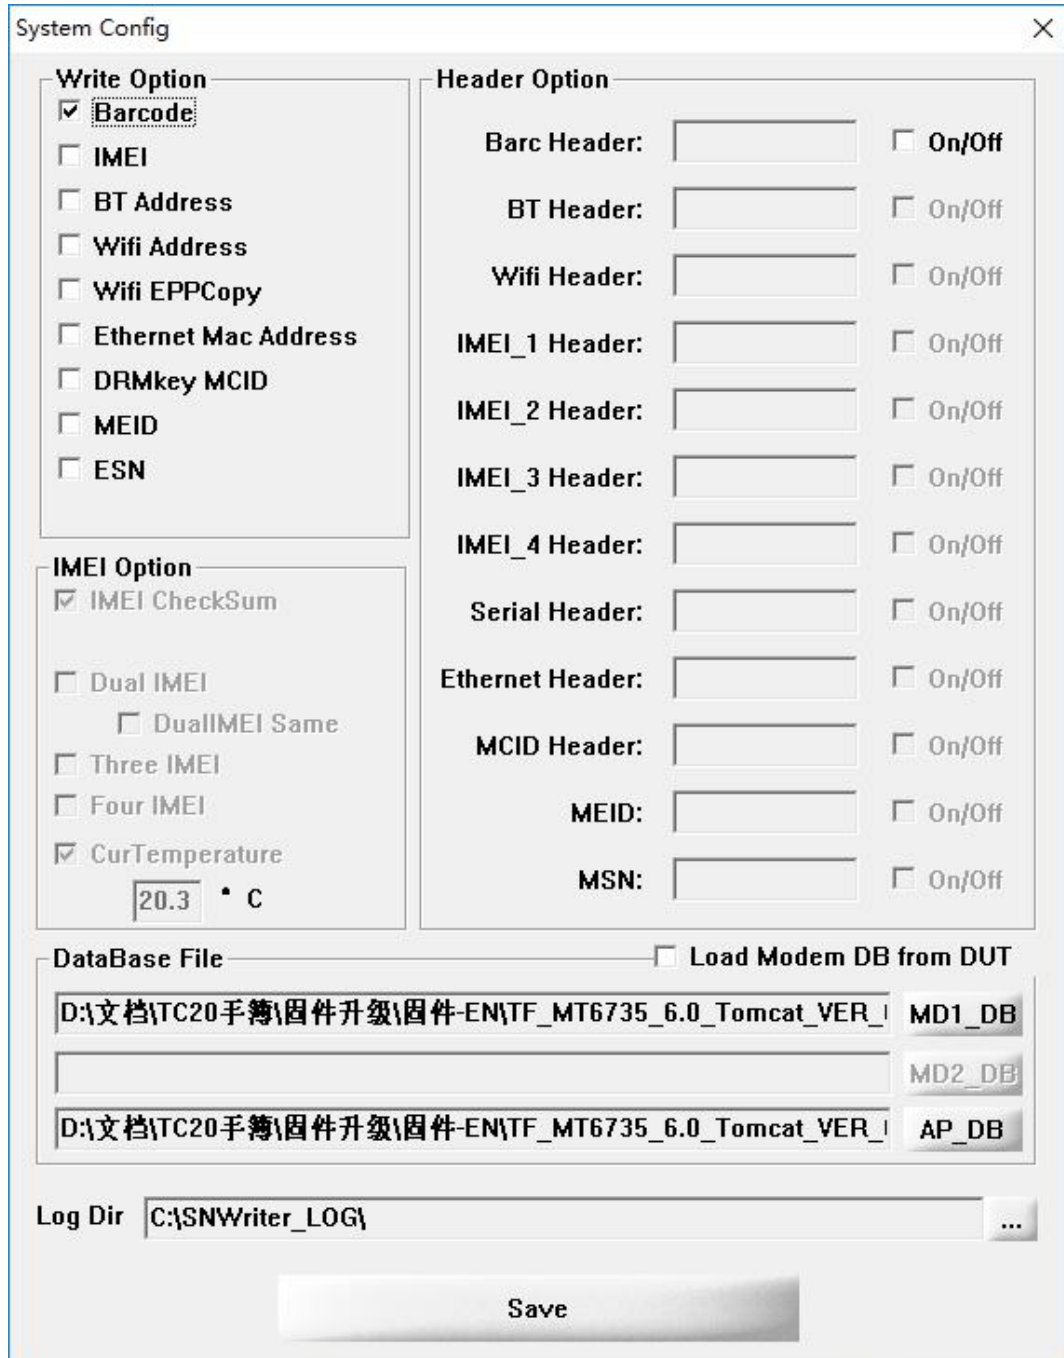 System Config
Write Option
Barcode
IMEI
BT Address
Wifi Address
Wifi EPPCopy
Ethernet Mac Address
DRMkey MCID
MEID
ESN
IMEI Option
IMEI CheckSum
Dual IMEI
DualIMEI Same
Three IMEI
Four IMEI
CurTemperature
20.3 ° C
Header Option
Barc Header: On/Off
BT Header: On/Off
Wifi Header: On/Off
IMEI_1 Header: On/Off
IMEI_2 Header: On/Off
IMEI_3 Header: On/Off
IMEI_4 Header: On/Off
Serial Header: On/Off
Ethernet Header: On/Off
MCID Header: On/Off
MEID: On/Off
MSN: On/Off
DataBase File Load Modem DB from DUT
D:\文档\TC20手簿\固件升级\固件-EN\TF_MT6735_6.0_Tomcat_VER_ MD1_DB
MD2_DB
D:\文档\TC20手簿\固件升级\固件-EN\TF_MT6735_6.0_Tomcat_VER_ AP_DB
Log Dir C:\SNWriter_LOG\ ...
Save